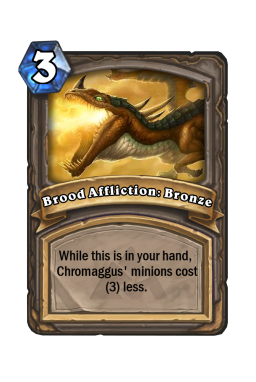 3
Brood Affliction: Bronze
While this is in your hand,
Chromaggus' minions cost
(3) less.